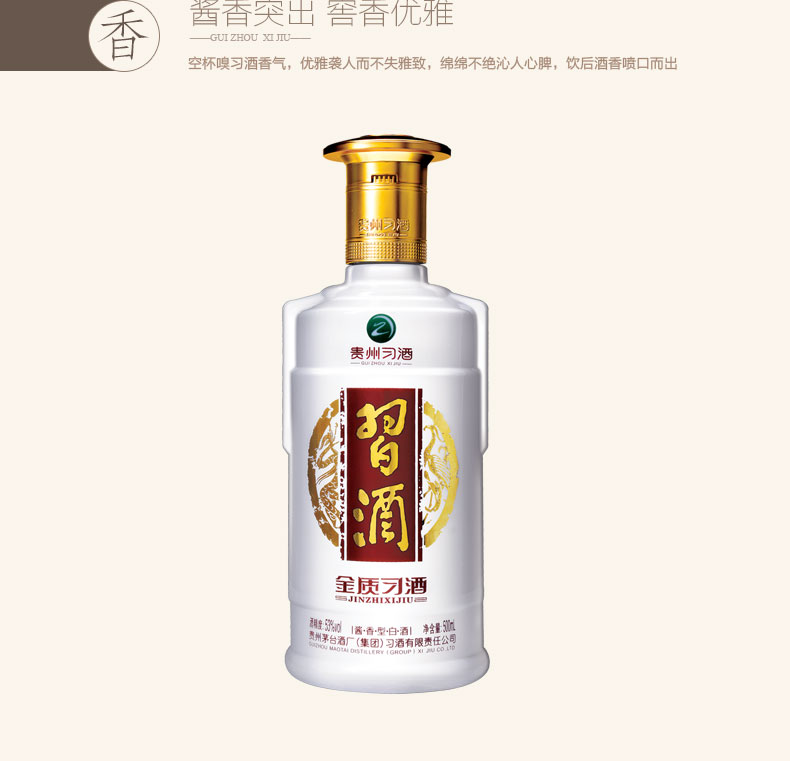 香
酱香突出 窖香优雅
GUI ZHOU XI JIU
空杯嗅习酒香气，优雅袭人而不失雅致，绵绵不绝沁人心脾，饮后酒香喷口而出
贵州习酒
贵州习酒
GUI ZHOU XI JIU
習酒
金质习酒
JINZHIXIJIU
酒精度:53%vol |酱·香·型·白·酒| 净含量:500mL
贵州茅台酒厂(集团)习酒有限责任公司
GUIZHOU MAOTAI DISTILLERY (GROUP) XI JIU CO.,LTD